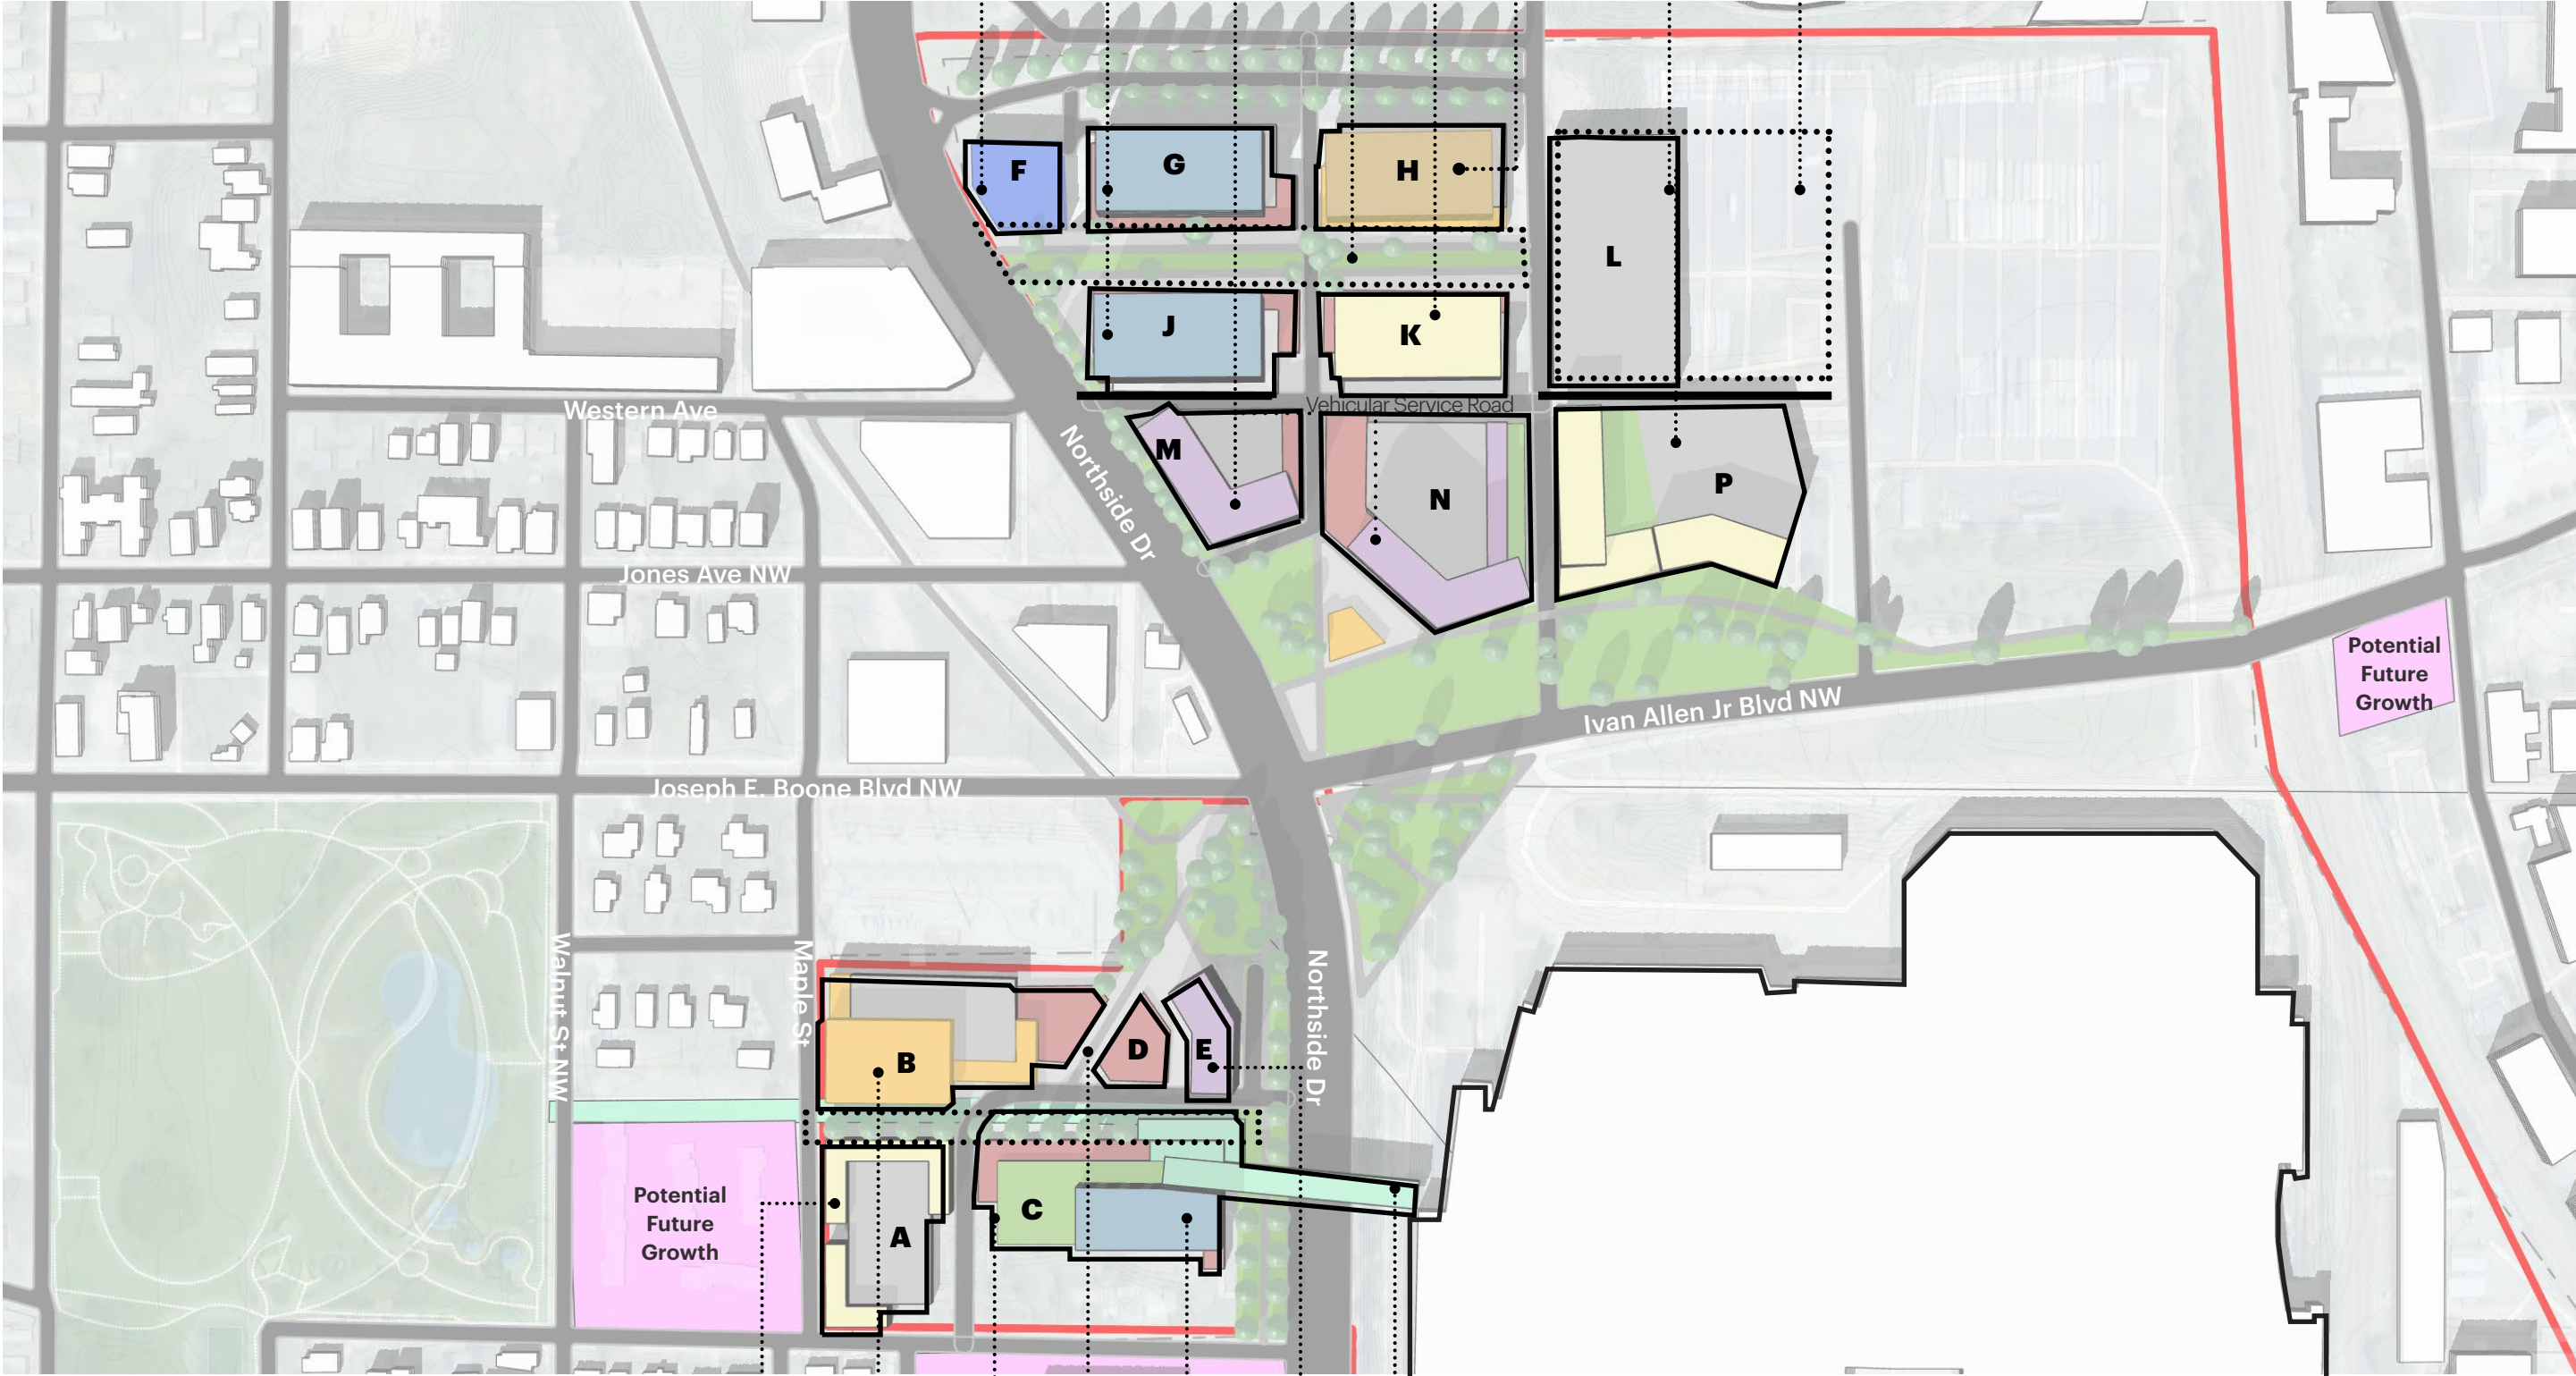 F
G
H
L
J
K
Western Ave
Vehicular Service Road
M
Northside Dr
N
P
Jones Ave NW
Potential
Future
Growth
Ivan Allen Jr Blvd NW
Joseph E. Boone Blvd NW
Walnut St NW
Maple St
Northside Dr
B
D
E
Potential
Future
Growth
C
A